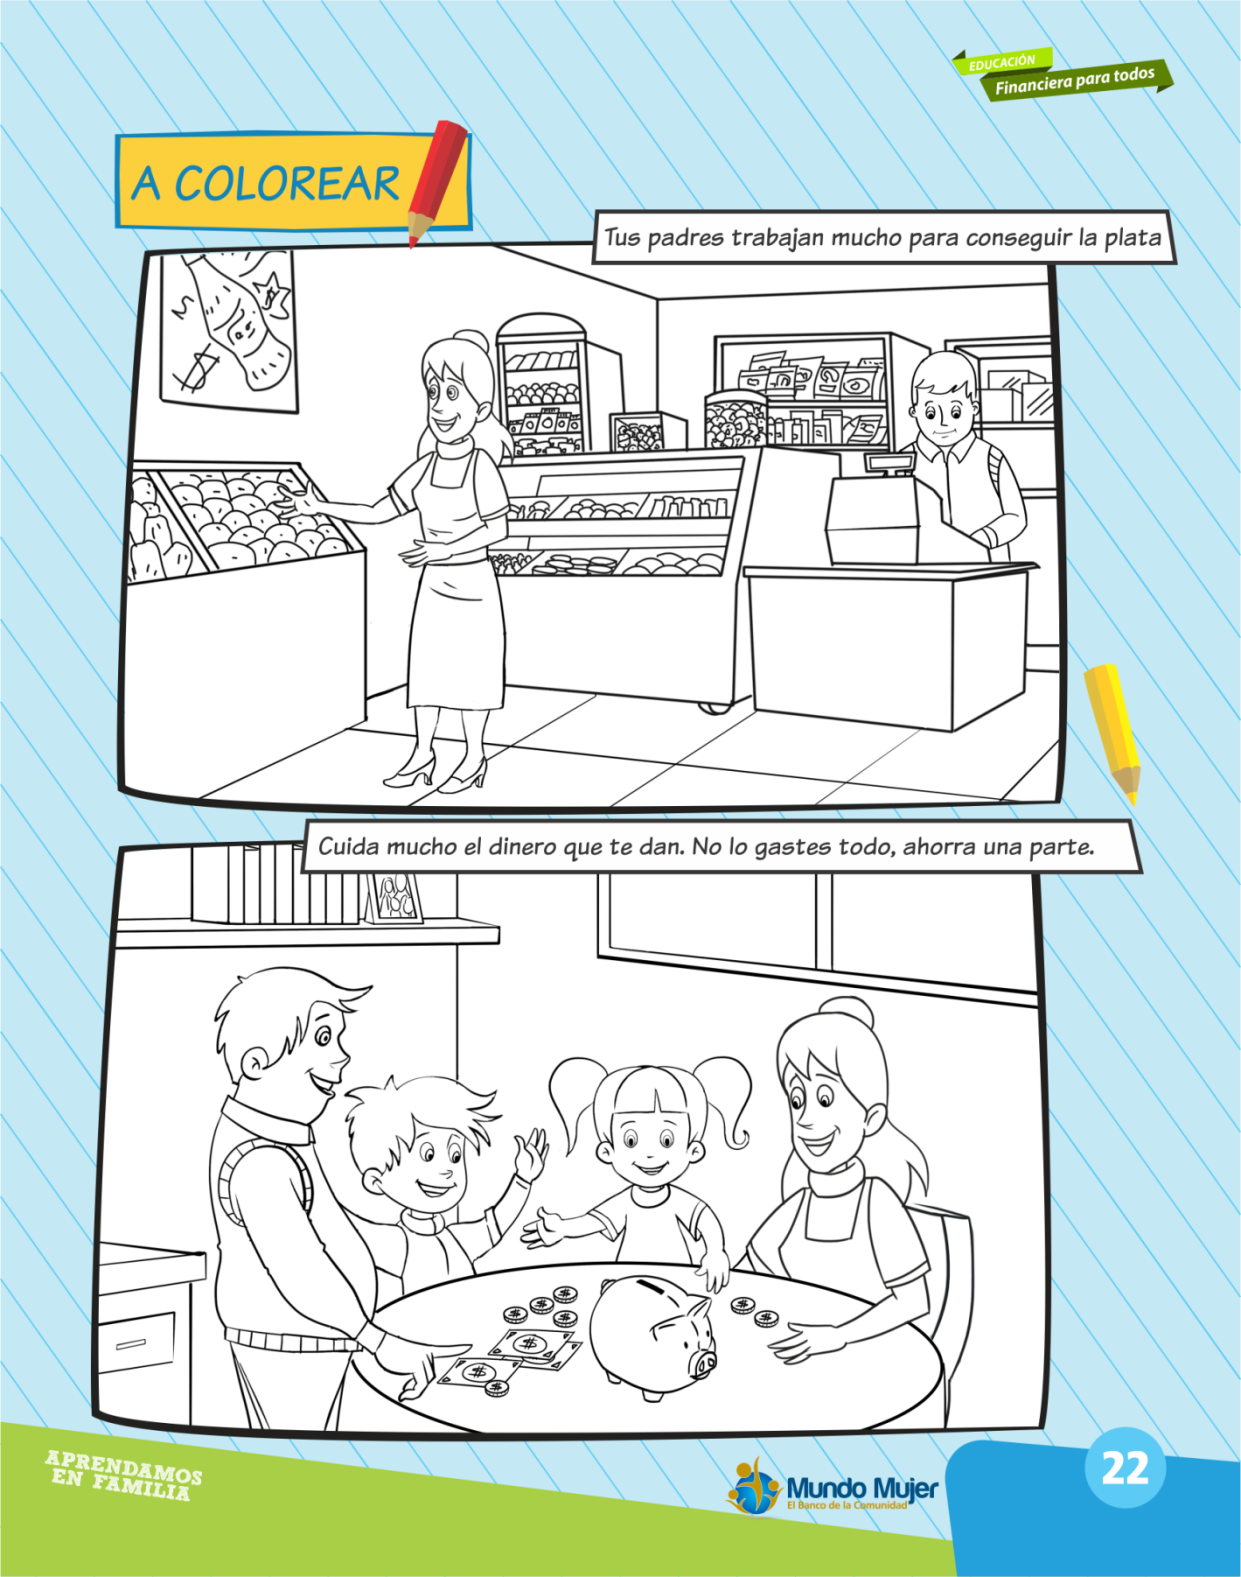 EDUCACIÓN
Financiera para todos
A COLOREAR
Tus padres trabajan mucho para conseguir la plata
Cuida mucho el dinero que te dan. No lo gastes todo, ahorra una parte.
APRENDAMOS
EN FAMILIA
Mundo Mujer
El Banco de la Comunidad
22